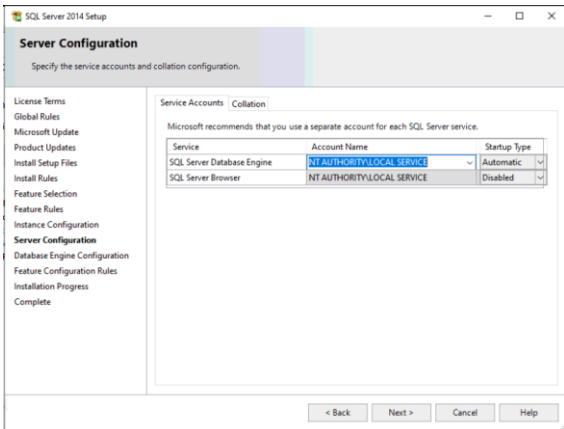 SQL Server 2014 Setup
Server Configuration
Specify the service accounts and collation configuration.
License Terms
Global Rules
Microsoft Update
Product Updates
Install Setup Files
Install Rules
Feature Selection
Feature Rules
Instance Configuration
Server Configuration
Database Engine Configuration
Feature Configuration Rules
Installation Progress
Complete
Service Accounts Collation
Microsoft recommends that you use a separate account for each SQL Server service.
Service Account Name Startup Type
SQL Server Database Engine NT AUTHORITY\LOCAL SERVICE Automatic
SQL Server Browser NT AUTHORITY\LOCAL SERVICE Disabled
< Back Next > Cancel Help